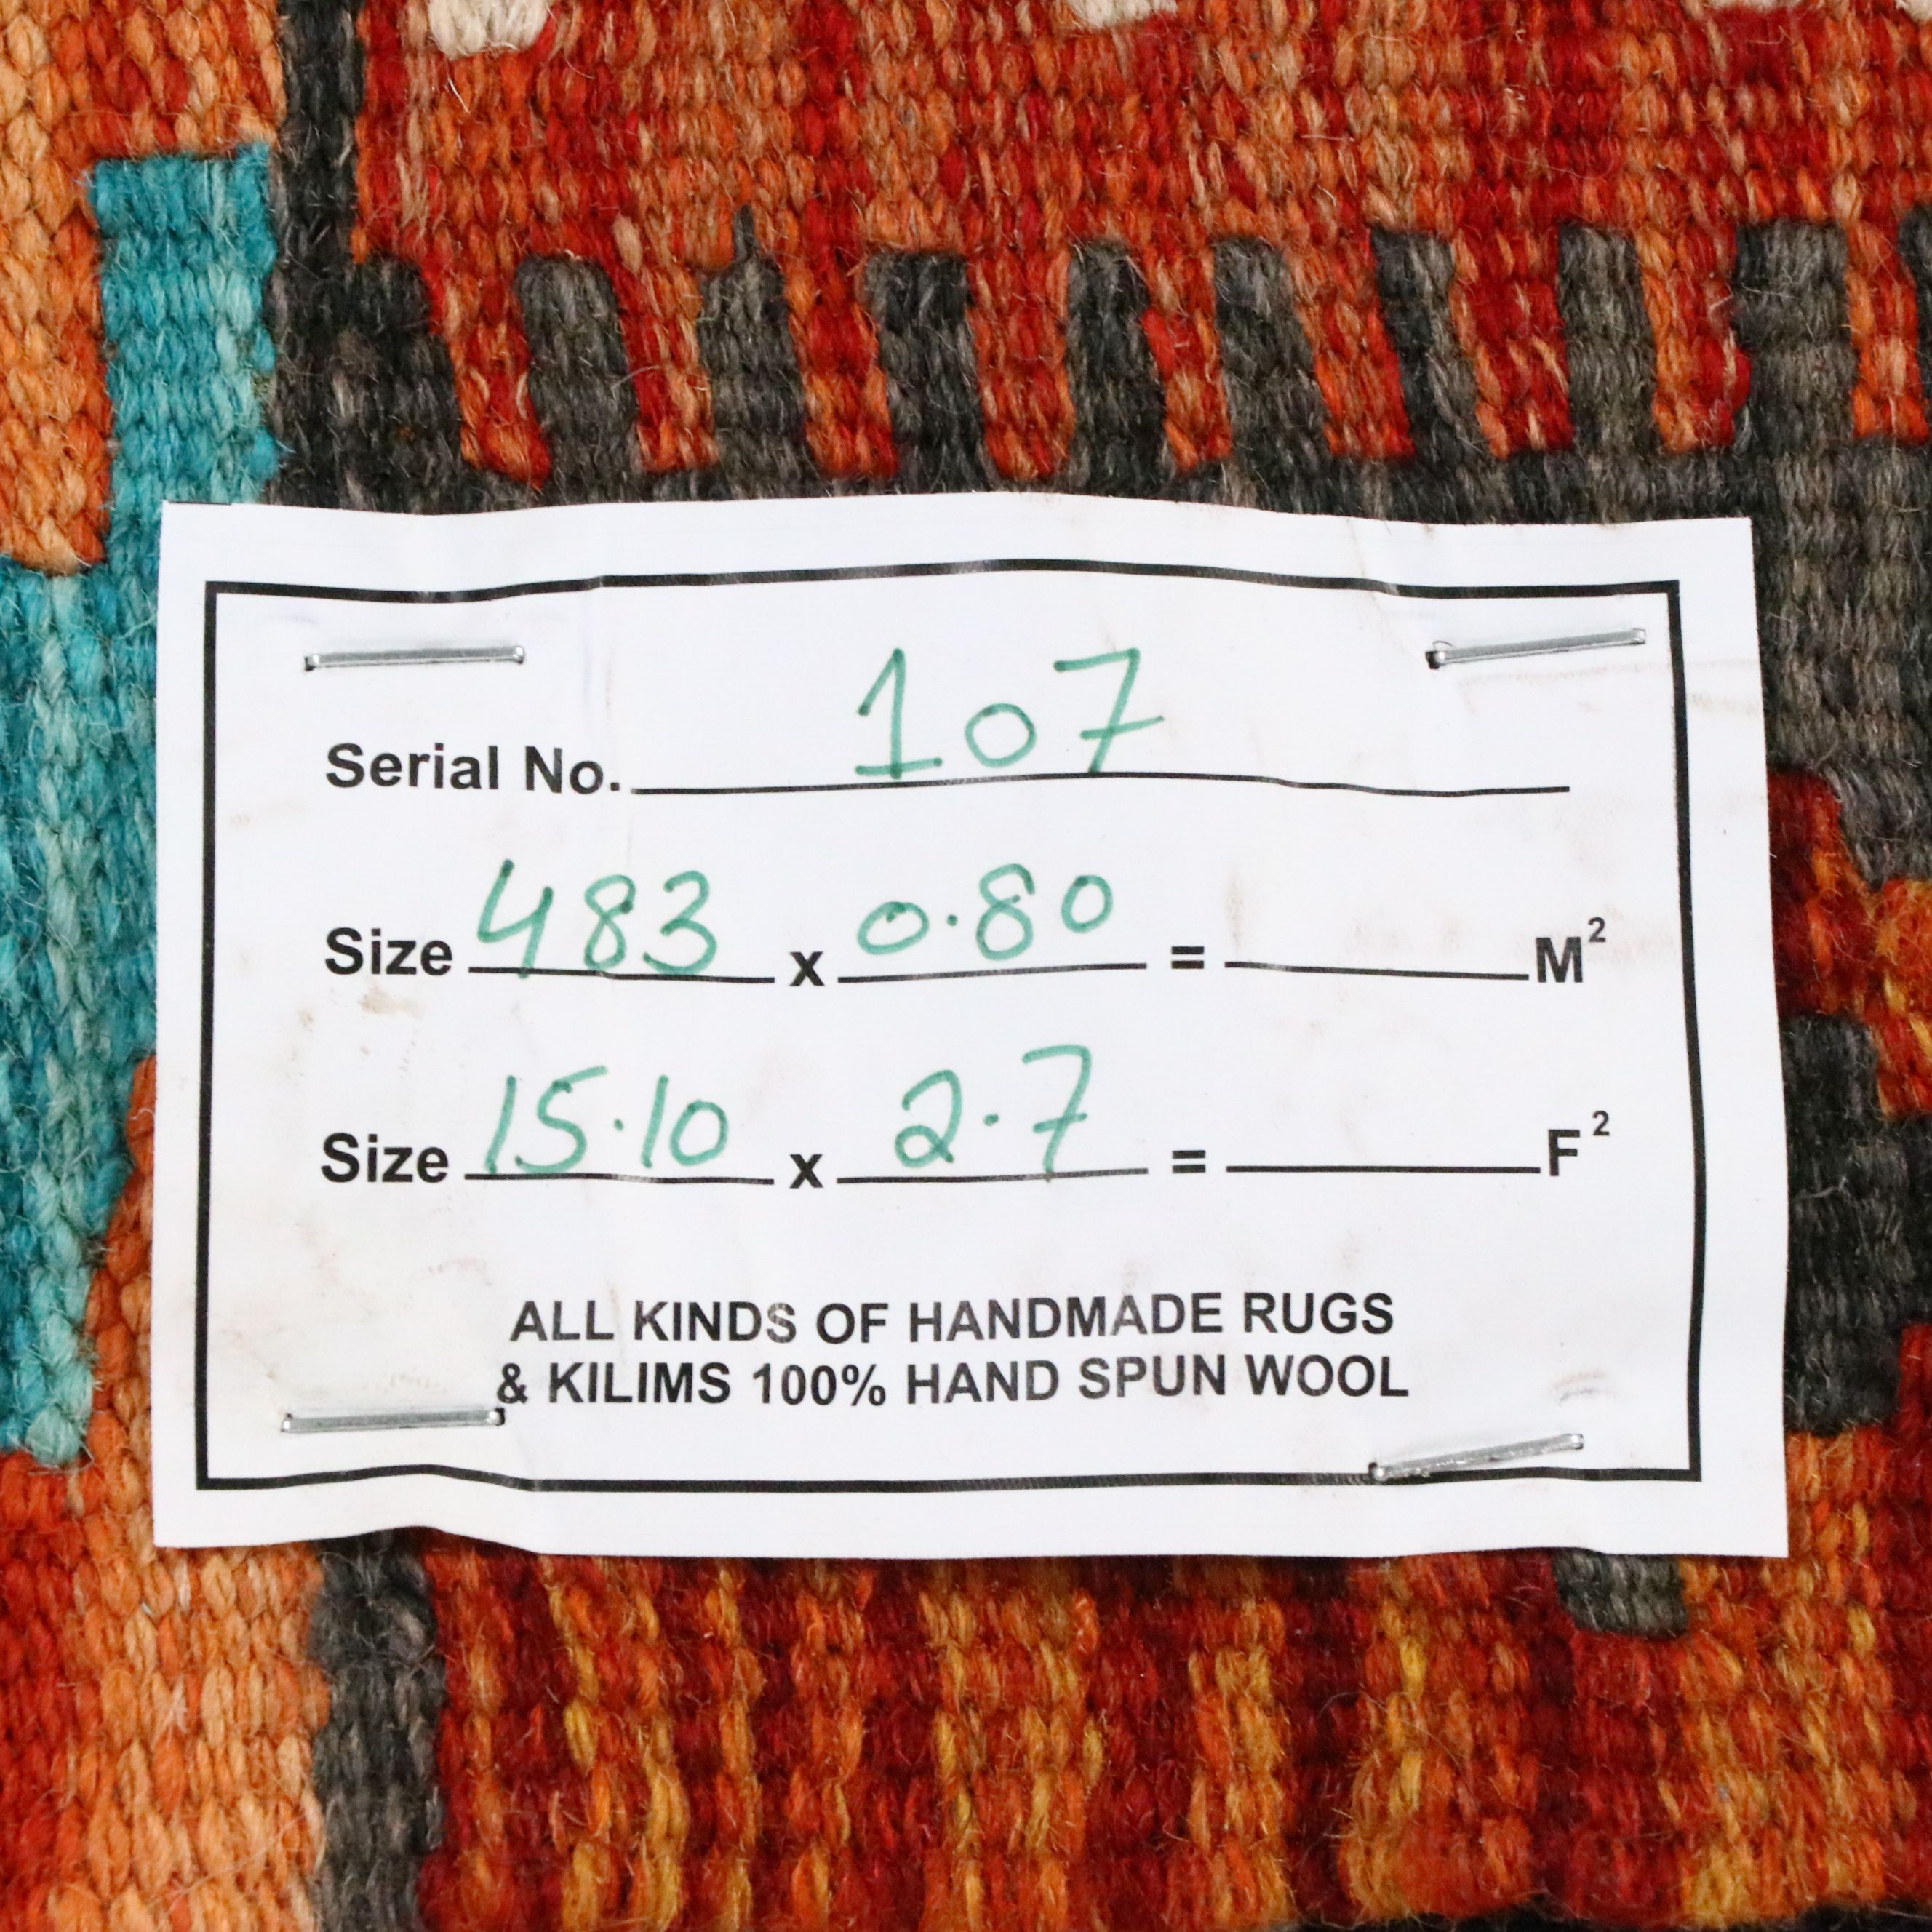 Serial No. 107
Size 483 x 0.80 = M²
Size 15.10 x 2.7 = F²
ALL KINDS OF HANDMADE RUGS
& KILIMS 100% HAND SPUN WOOL